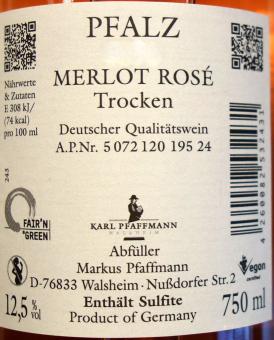 PFALZ
Nährwerte
& Zutaten
E 308 kJ/
(74 kcal)
pro 100 ml
MERLOT ROSÉ
Trocken
Deutscher Qualitätswein
A.P.Nr. 5 072 120 195 24
243
FAIR'N
GREEN
KARL PFAFFMANN
WALSHEIM
Vegan
Abfüller
Markus Pfaffmann
D-76833 Walsheim · Nußdorfer Str. 2
12,5 % vol
Enthält Sulfite
Product of Germany
750 ml